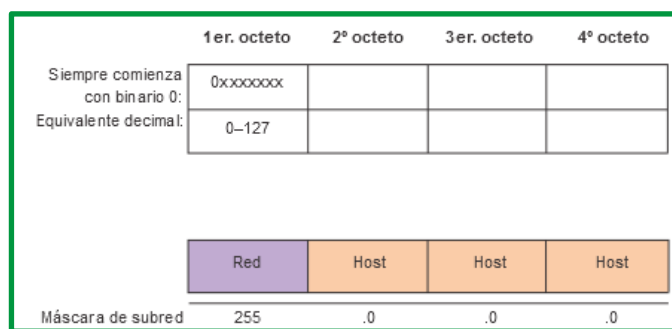 1er. octeto 2º octeto 3er. octeto 4º octeto
Siempre comienza
con binario 0: 0xxxxxxx
Equivalente decimal: 0–127
Red Host Host Host
Máscara de subred 255 .0 .0 .0